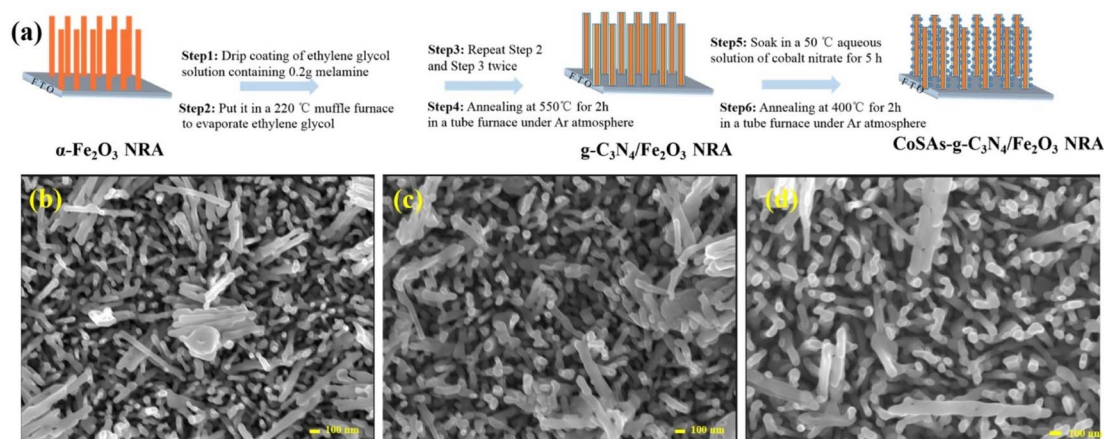 (a)
FTO
Step1: Drip coating of ethylene glycol
solution containing 0.2g melamine
Step2: Put it in a 220 ℃ muffle furnace
to evaporate ethylene glycol
α-Fe₂O₃ NRA
Step3: Repeat Step 2
and Step 3 twice
Step4: Annealing at 550℃ for 2h
in a tube furnace under Ar atmosphere
FTO
g-C₃N₄/Fe₂O₃ NRA
Step5: Soak in a 50 ℃ aqueous
solution of cobalt nitrate for 5 h
Step6: Annealing at 400℃ for 2h
in a tube furnace under Ar atmosphere
FTO
CoSAs-g-C₃N₄/Fe₂O₃ NRA
(b)
100 nm
(c)
100 nm
(d)
100 nm